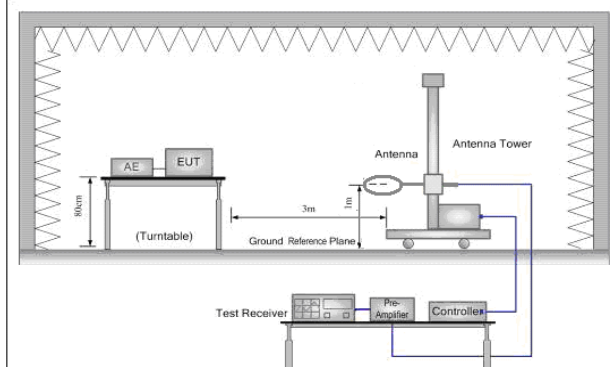 Antenna Tower
Antenna
AE
EUT
80cm
1m
3m
(Turntable)
Ground Reference Plane
Test Receiver
Pre-
Amplifier
Controller